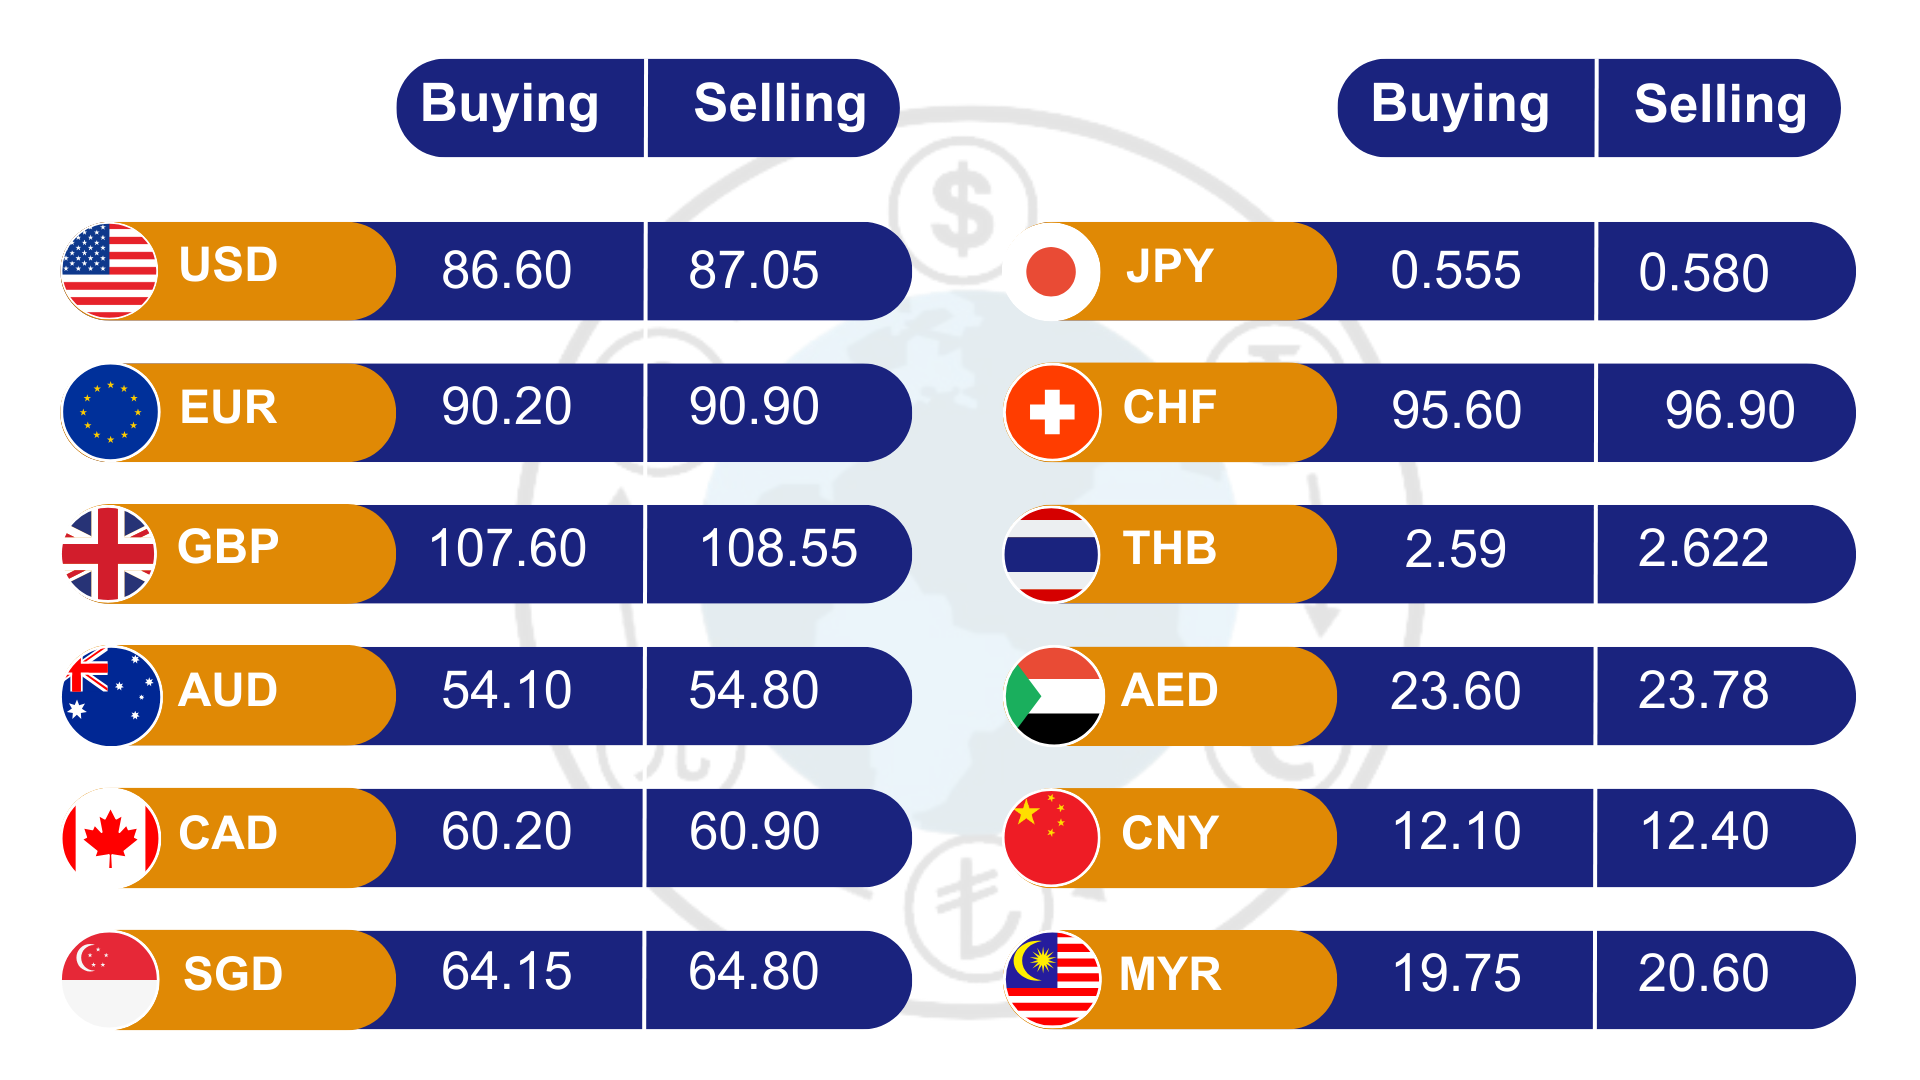 Buying Selling
USD 86.60 87.05
EUR 90.20 90.90
GBP 107.60 108.55
AUD 54.10 54.80
CAD 60.20 60.90
SGD 64.15 64.80
Buying Selling
JPY 0.555 0.580
CHF 95.60 96.90
THB 2.59 2.622
AED 23.60 23.78
CNY 12.10 12.40
MYR 19.75 20.60